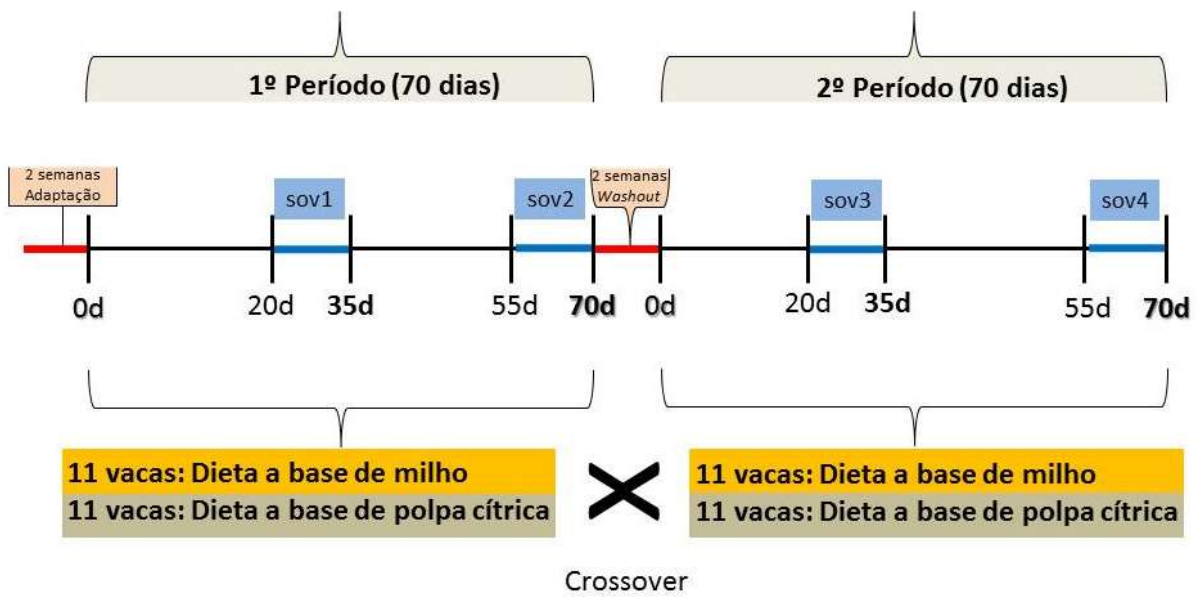 1º Período (70 dias)
2º Período (70 dias)
2 semanas
Adaptação
sov1
sov2
2 semanas
Washout
sov3
sov4
0d
20d
35d
55d
70d
0d
20d
35d
55d
70d
11 vacas: Dieta a base de milho
11 vacas: Dieta a base de polpa cítrica
11 vacas: Dieta a base de milho
11 vacas: Dieta a base de polpa cítrica
Crossover